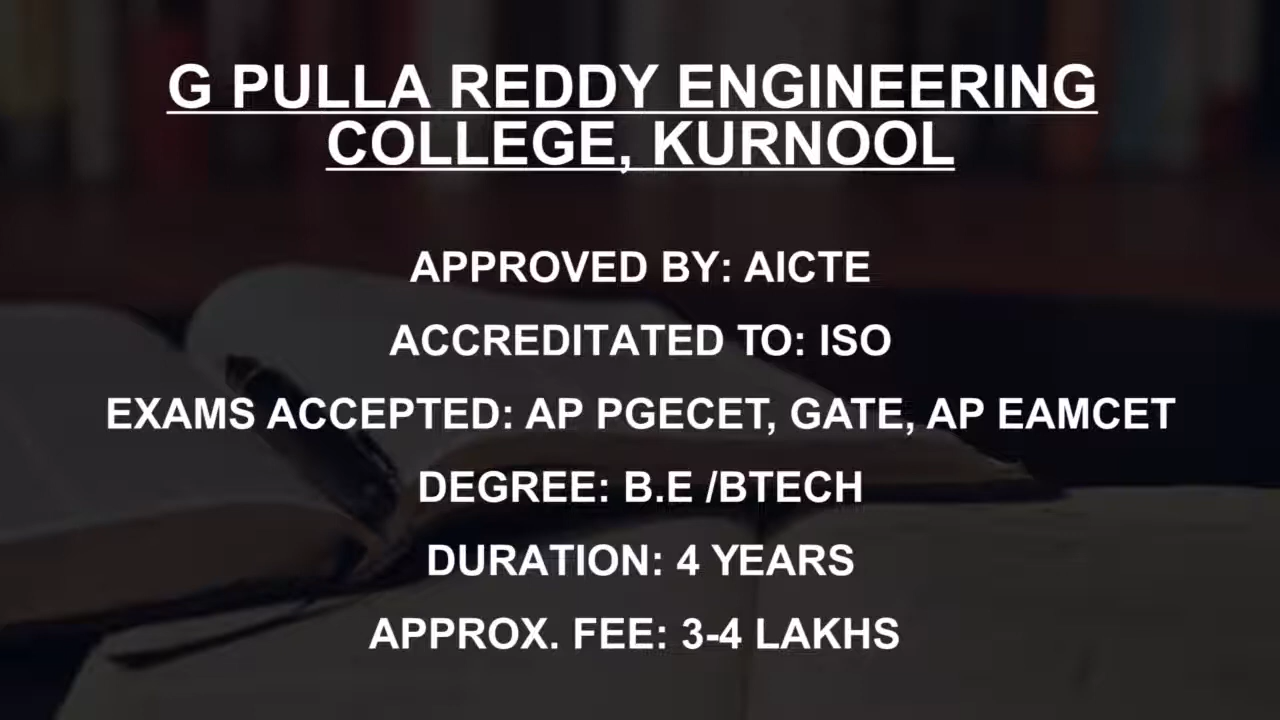 G PULLA REDDY ENGINEERING
COLLEGE, KURNOOL
APPROVED BY: AICTE
ACCREDITATED TO: ISO
EXAMS ACCEPTED: AP PGECET, GATE, AP EAMCET
DEGREE: B.E /BTECH
DURATION: 4 YEARS
APPROX. FEE: 3-4 LAKHS